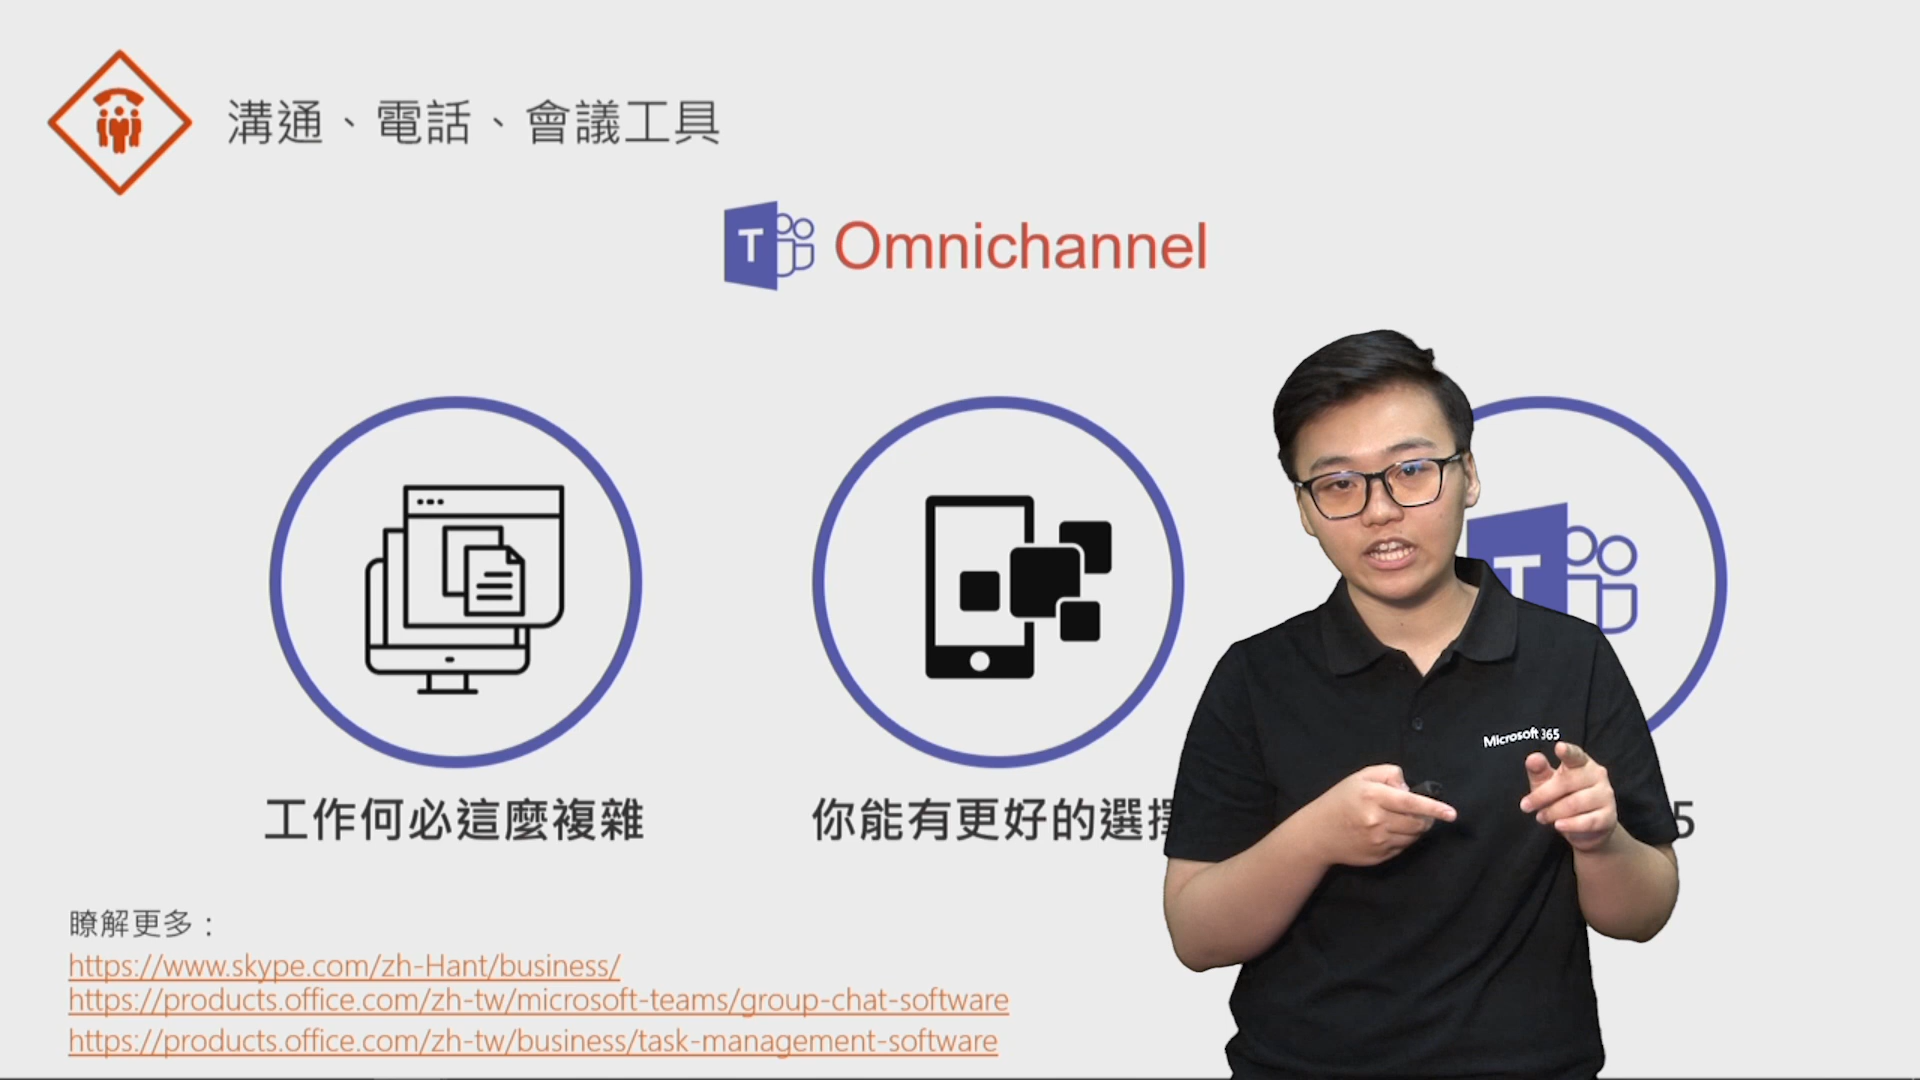 溝通、電話、會議工具
T Omnichannel
T
Microsoft 365
工作何必這麼複雜
你能有更好的選擇
5
瞭解更多：
https://www.skype.com/zh-Hant/business/
https://products.office.com/zh-tw/microsoft-teams/group-chat-software
https://products.office.com/zh-tw/business/task-management-software